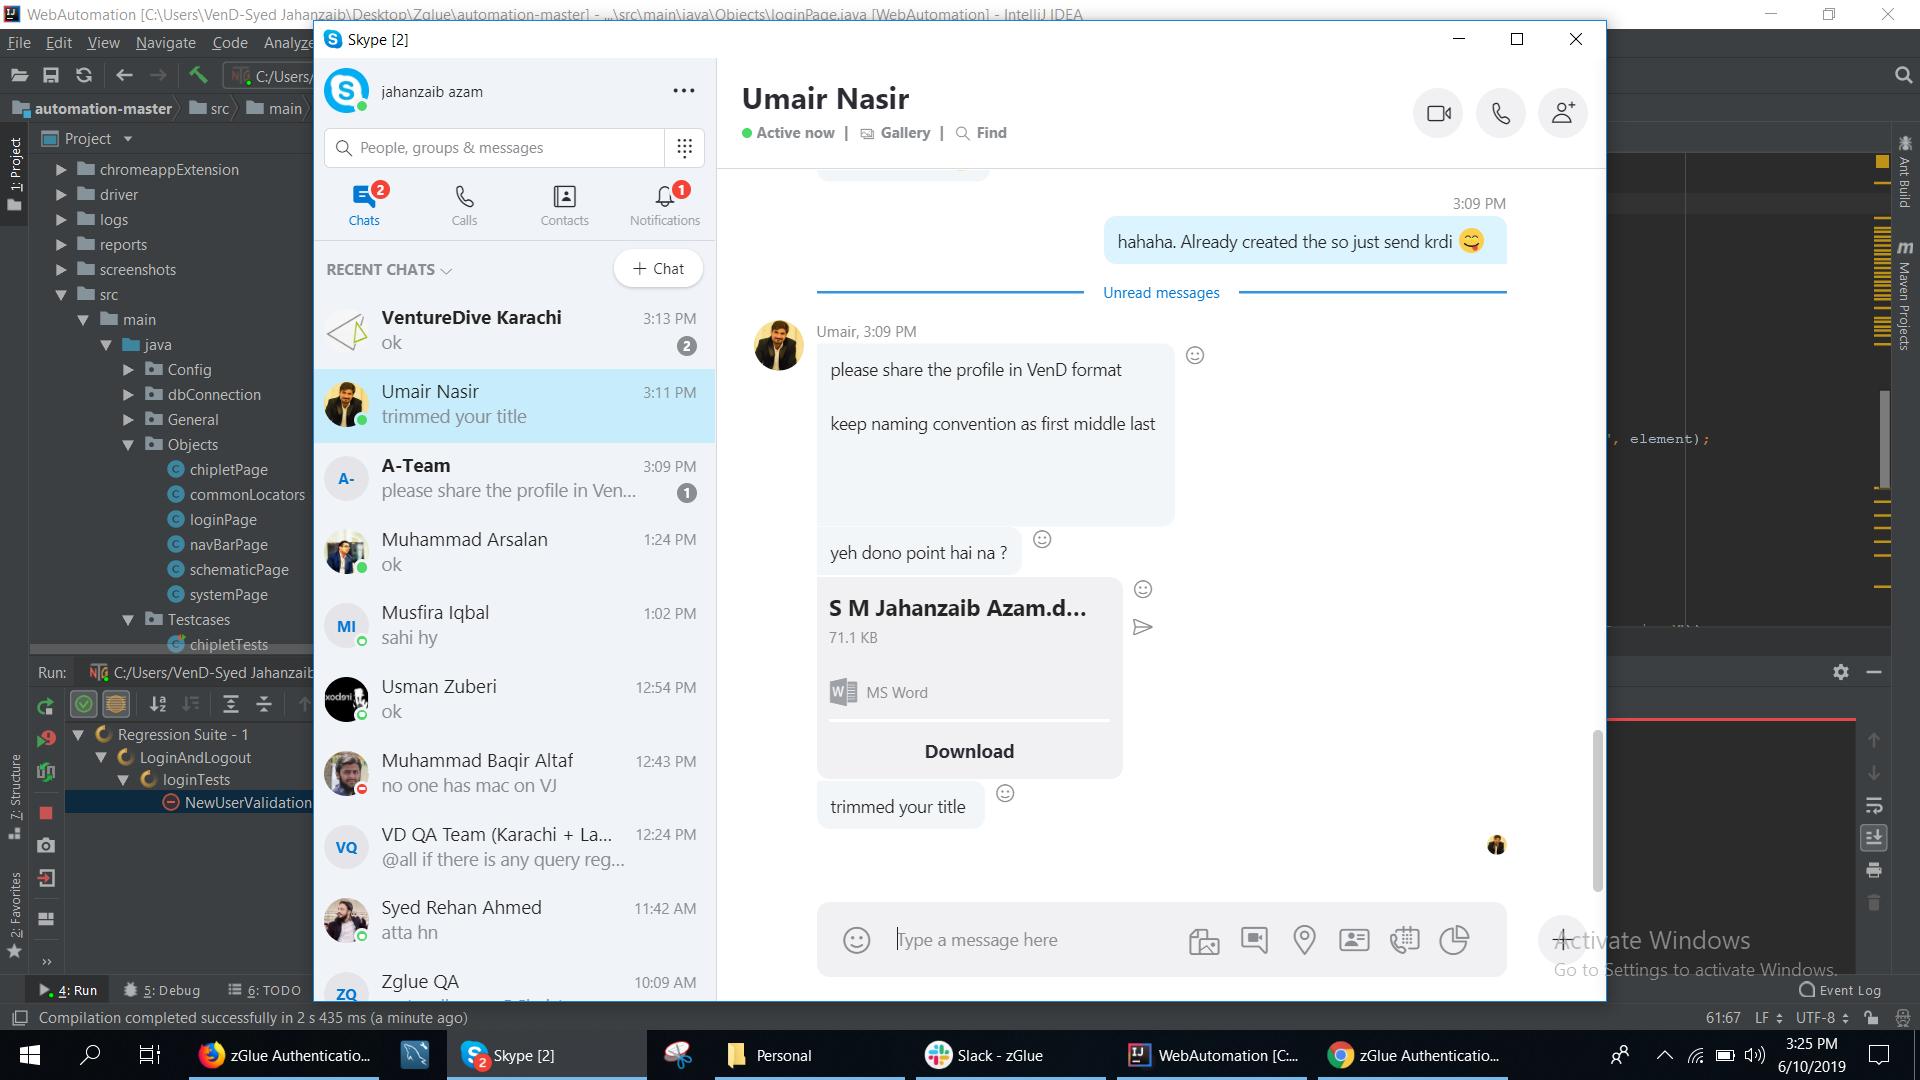 WebAutomation [C:\Users\VenD-Syed Jahanzaib\Desktop\Zglue\automation-master] - ...\src\main\java\Objects\loginPage.java [WebAutomation] - IntelliJ IDEA
File Edit View Navigate Code Analyze
C:/Users/
automation-master src main
1: Project
Project
chromeappExtension
driver
logs
reports
screenshots
src
main
java
Config
dbConnection
General
Objects
chipletPage
commonLocators
loginPage
navBarPage
schematicPage
systemPage
Testcases
chipletTests
Skype [2]
jahanzaib azam
People, groups & messages
2
Chats
Calls
Contacts
1
Notifications
RECENT CHATS
+ Chat
VentureDive Karachi
3:13 PM
ok
2
Umair Nasir
3:11 PM
trimmed your title
A-
A-Team
3:09 PM
please share the profile in Ven...
1
Muhammad Arsalan
1:24 PM
ok
MI
Musfira Iqbal
1:02 PM
sahi hy
Usman Zuberi
12:54 PM
ok
Muhammad Baqir Altaf
12:43 PM
no one has mac on VJ
VQ
VD QA Team (Karachi + La...
12:24 PM
@all if there is any query reg...
Syed Rehan Ahmed
11:42 AM
atta hn
ZQ
Zglue QA
10:09 AM
Umair Nasir
Active now | Gallery | Find
3:09 PM
hahaha. Already created the so just send krdi 😋
Unread messages
Umair, 3:09 PM
please share the profile in VenD format
keep naming convention as first middle last
yeh dono point hai na ?
S M Jahanzaib Azam.d...
71.1 KB
MS Word
Download
trimmed your title
Type a message here
Ant Build
Maven Projects
, element);
Run:
C:/Users/VenD-Syed Jahanzaib
Regression Suite - 1
LoginAndLogout
loginTests
NewUserValidation
7: Structure
2: Favorites
Activate Windows
Go to Settings to activate Windows.
4: Run
5: Debug
6: TODO
Event Log
Compilation completed successfully in 2 s 435 ms (a minute ago)
61:67 LF UTF-8
zGlue Authenticatio...
2
Skype [2]
Personal
Slack - zGlue
WebAutomation [C:...
zGlue Authenticatio...
3:25 PM
6/10/2019